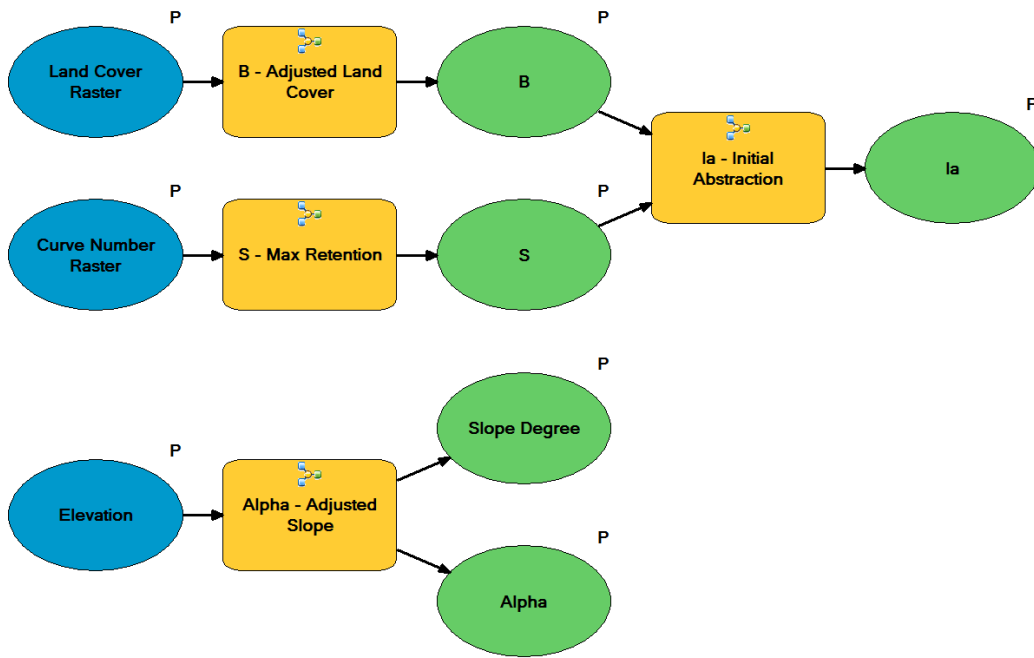 P
P
P
Land Cover
Raster
B - Adjusted Land
Cover
B
P
Ia - Initial
Abstraction
Ia
P
P
Curve Number
Raster
S - Max Retention
S
P
Slope Degree
P
Elevation
Alpha - Adjusted
Slope
P
Alpha